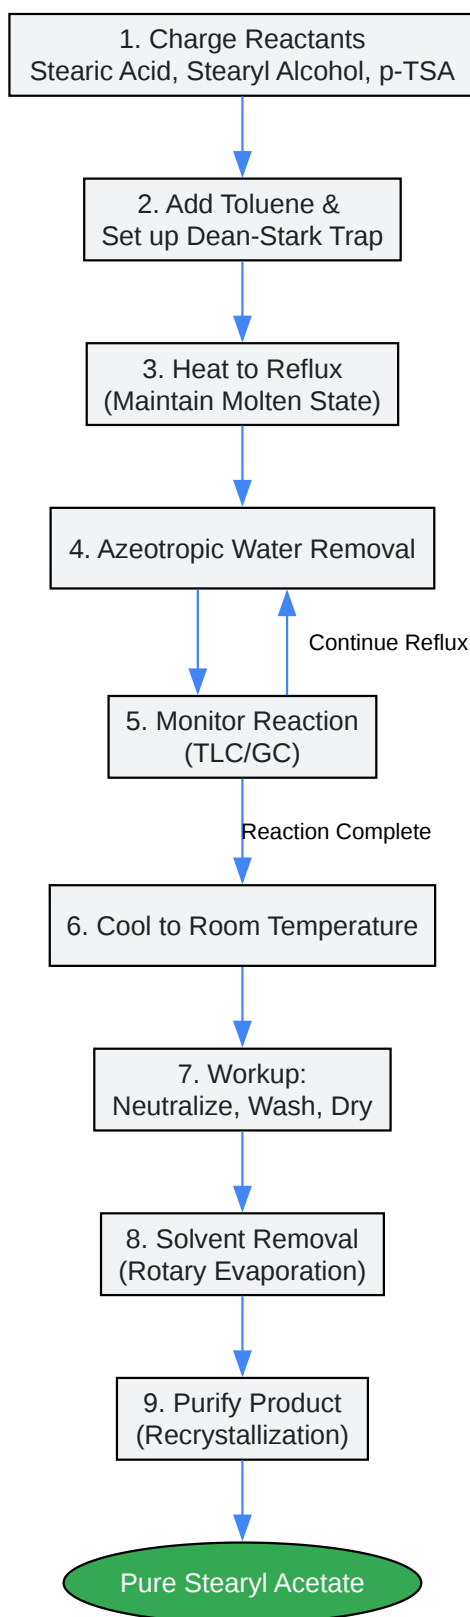 1. Charge Reactants
Stearic Acid, Stearyl Alcohol, p-TSA
2. Add Toluene &
Set up Dean-Stark Trap
3. Heat to Reflux
(Maintain Molten State)
4. Azeotropic Water Removal
Continue Reflux
5. Monitor Reaction
(TLC/GC)
Reaction Complete
6. Cool to Room Temperature
7. Workup:
Neutralize, Wash, Dry
8. Solvent Removal
(Rotary Evaporation)
9. Purify Product
(Recrystallization)
Pure Stearyl Acetate